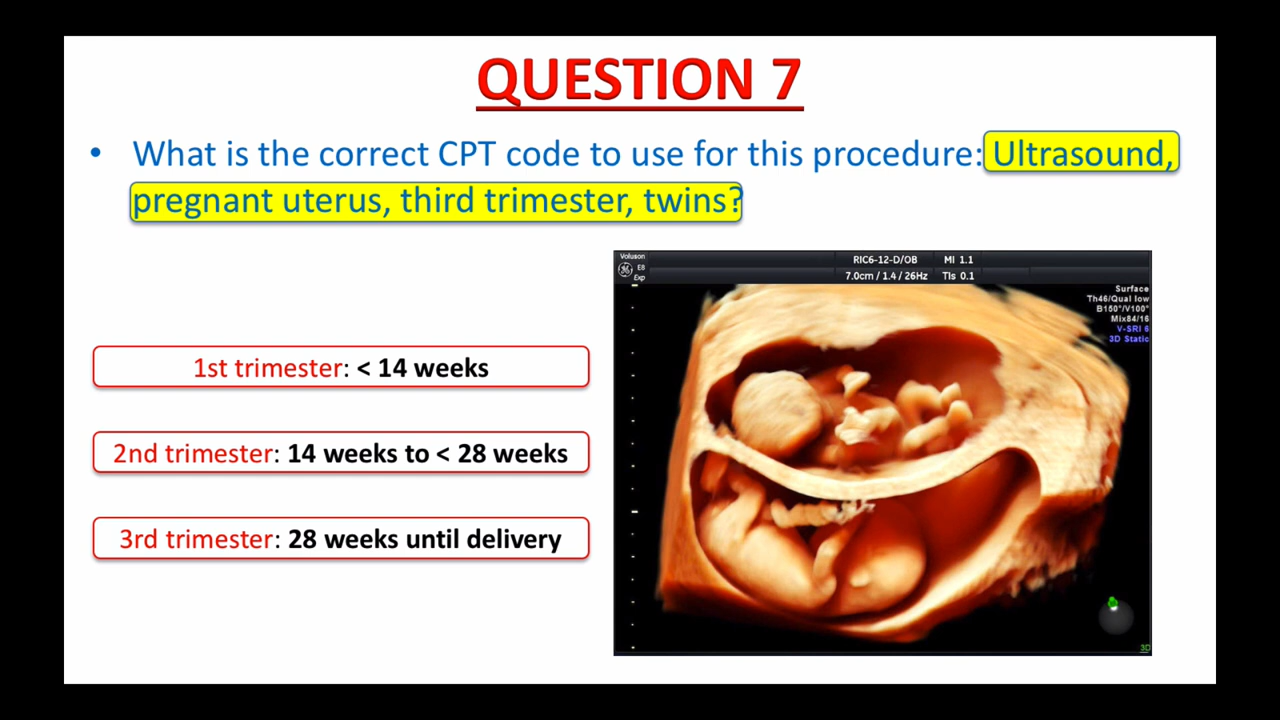 QUESTION 7
• What is the correct CPT code to use for this procedure: Ultrasound,
pregnant uterus, third trimester, twins?
1st trimester: < 14 weeks
2nd trimester: 14 weeks to < 28 weeks
3rd trimester: 28 weeks until delivery
Voluson
E8
Exp
RIC6-12-D/OB MI 1.1
7.0cm / 1.4 / 26Hz TIs 0.1
Surface
Th46/Qual low
B150°/V100°
Mix84/16
V-SRI 6
3D Static
3D